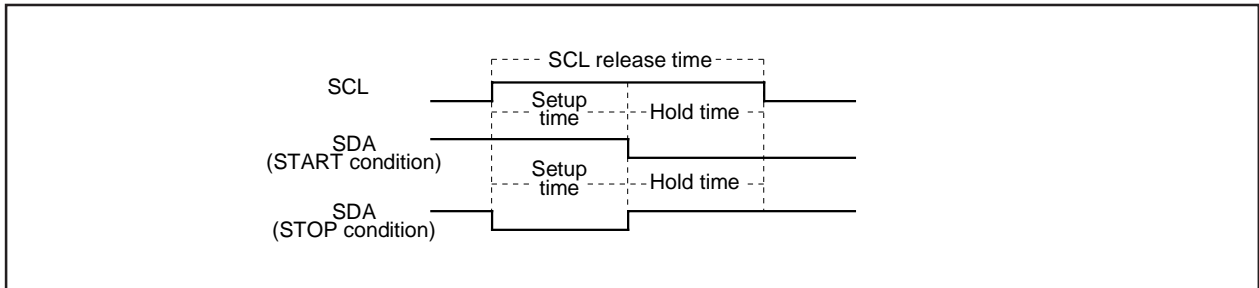 SCL release time
SCL
Setup
time
Hold time
SDA
(START condition)
Setup
time
Hold time
SDA
(STOP condition)